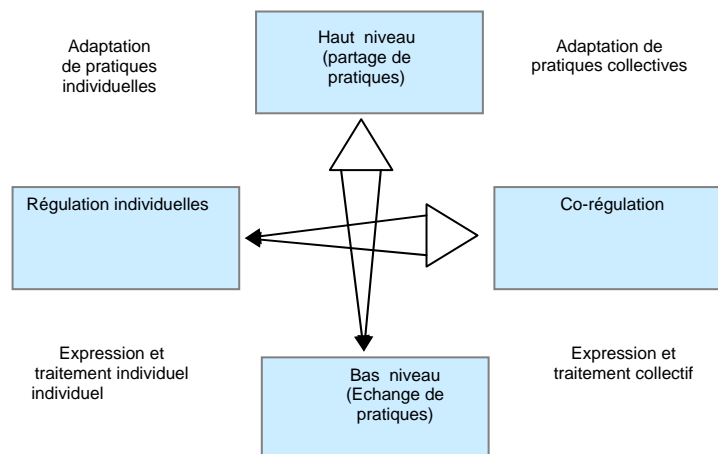 Adaptation
de pratiques
individuelles
Haut niveau
(partage de
pratiques)
Adaptation de
pratiques collectives
Régulation individuelles
Co-régulation
Expression et
traitement individuel
individuel
Bas niveau
(Echange de
pratiques)
Expression et
traitement collectif